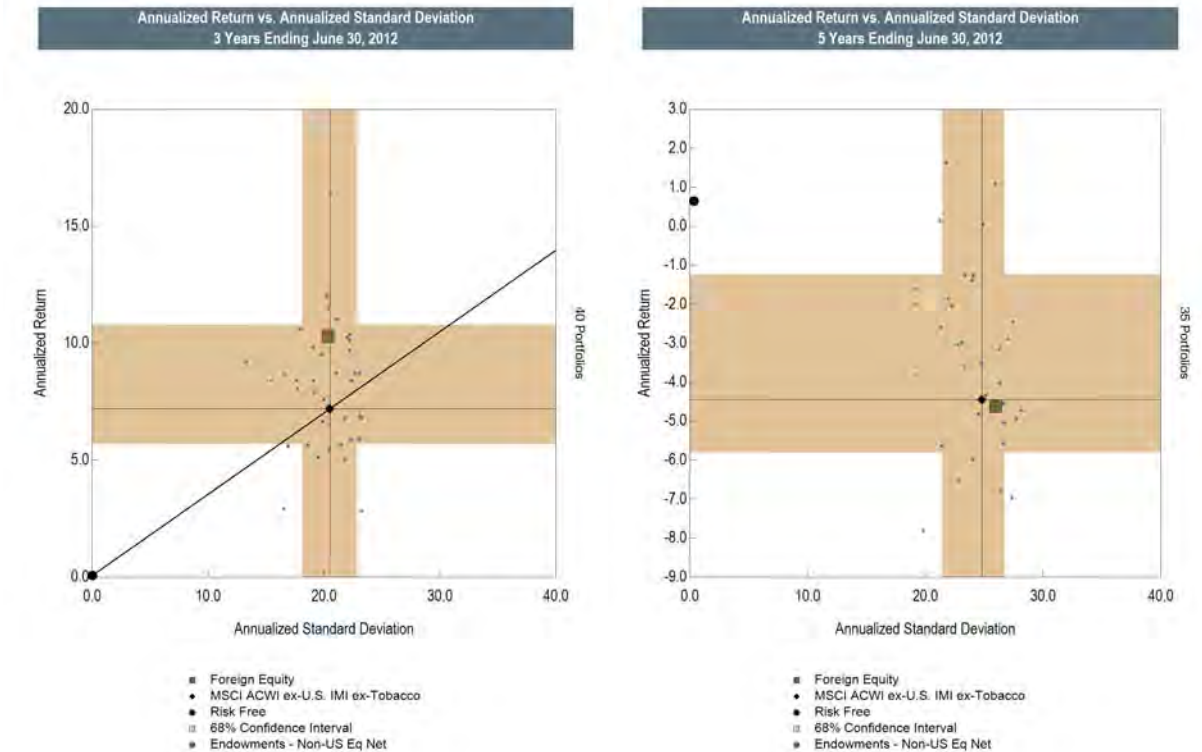 Annualized Return vs. Annualized Standard Deviation
3 Years Ending June 30, 2012
20.0
15.0
10.0
5.0
0.0
Annualized Return
40 Portfolios
0.0
10.0
20.0
30.0
40.0
Annualized Standard Deviation
Foreign Equity
MSCI ACWI ex-U.S. IMI ex-Tobacco
Risk Free
68% Confidence Interval
Endowments - Non-US Eq Net
Annualized Return vs. Annualized Standard Deviation
5 Years Ending June 30, 2012
3.0
2.0
1.0
0.0
-1.0
-2.0
-3.0
-4.0
-5.0
-6.0
-7.0
-8.0
-9.0
Annualized Return
35 Portfolios
0.0
10.0
20.0
30.0
40.0
Annualized Standard Deviation
Foreign Equity
MSCI ACWI ex-U.S. IMI ex-Tobacco
Risk Free
68% Confidence Interval
Endowments - Non-US Eq Net